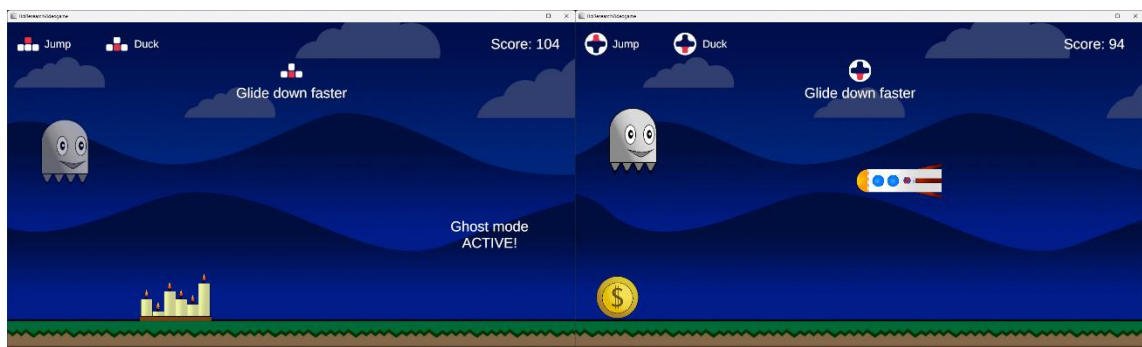 Jump
Duck
Score: 104
Glide down faster
Ghost mode
ACTIVE!
Jump
Duck
Score: 94
Glide down faster
$